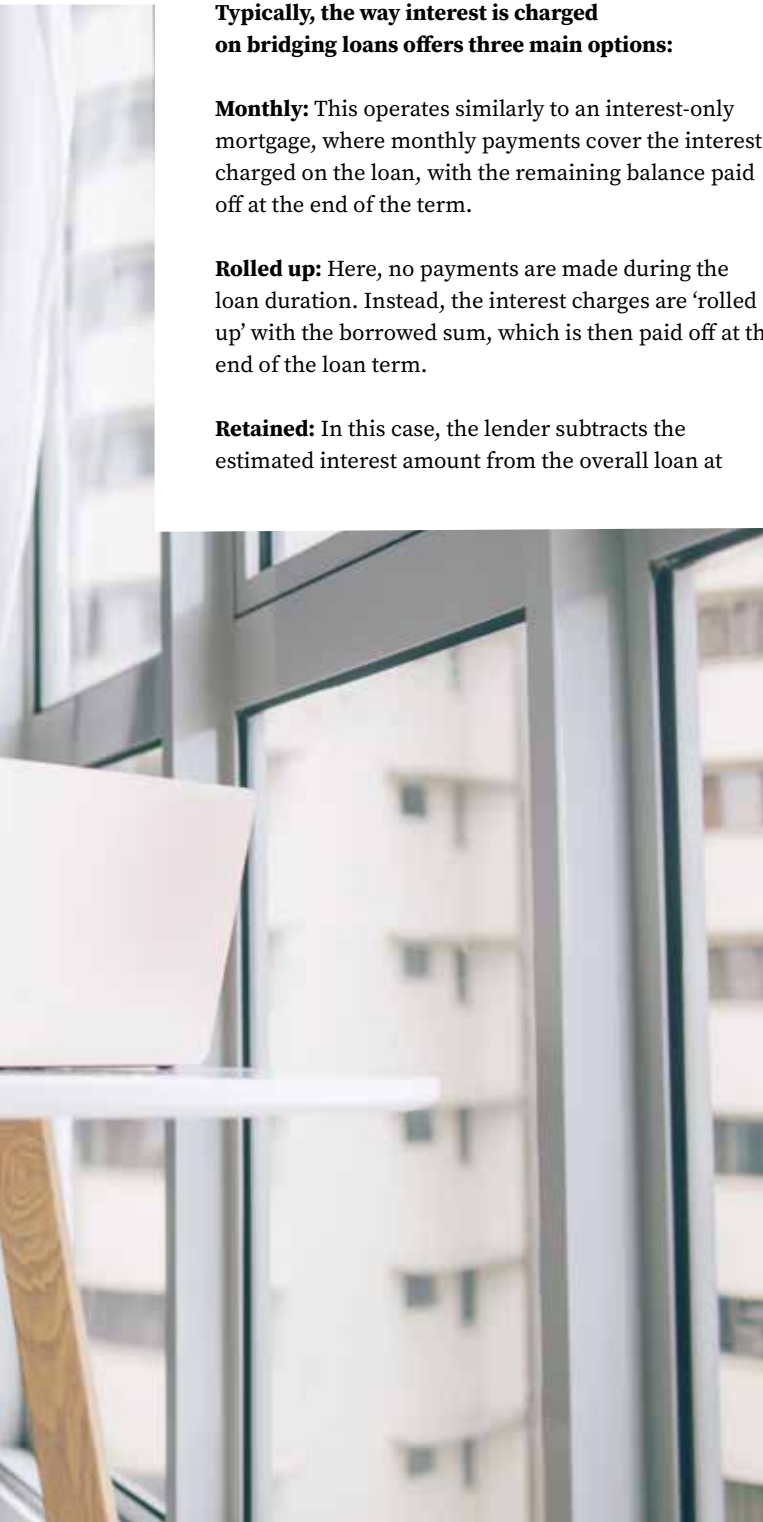 Typically, the way interest is charged
on bridging loans offers three main options:
Monthly: This operates similarly to an interest-only
mortgage, where monthly payments cover the interest
charged on the loan, with the remaining balance paid
off at the end of the term.
Rolled up: Here, no payments are made during the
loan duration. Instead, the interest charges are ‘rolled
up’ with the borrowed sum, which is then paid off at
end of the loan term.
Retained: In this case, the lender subtracts the
estimated interest amount from the overall loan at